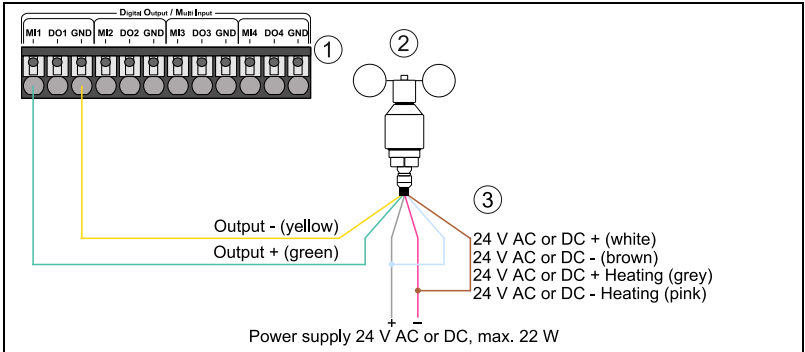 Digital Output / Multi Input
MI1 DO1 GND MI2 DO2 GND MI3 DO3 GND MI4 DO4 GND
1
2
3
Output - (yellow)
Output + (green)
24 V AC or DC + (white)
24 V AC or DC - (brown)
24 V AC or DC + Heating (grey)
24 V AC or DC - Heating (pink)
+ −
Power supply 24 V AC or DC, max. 22 W